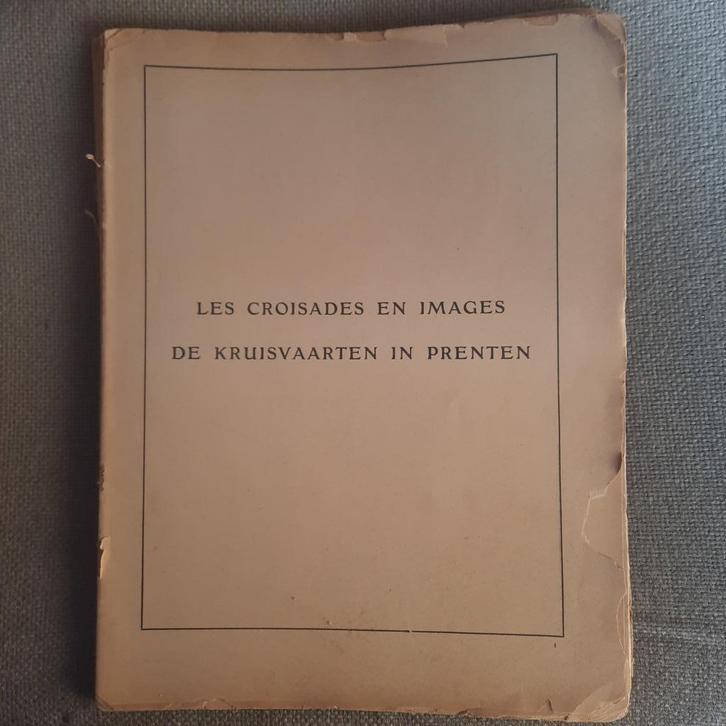 LES CROISADES EN IMAGES
DE KRUISVAARTEN IN PRENTEN